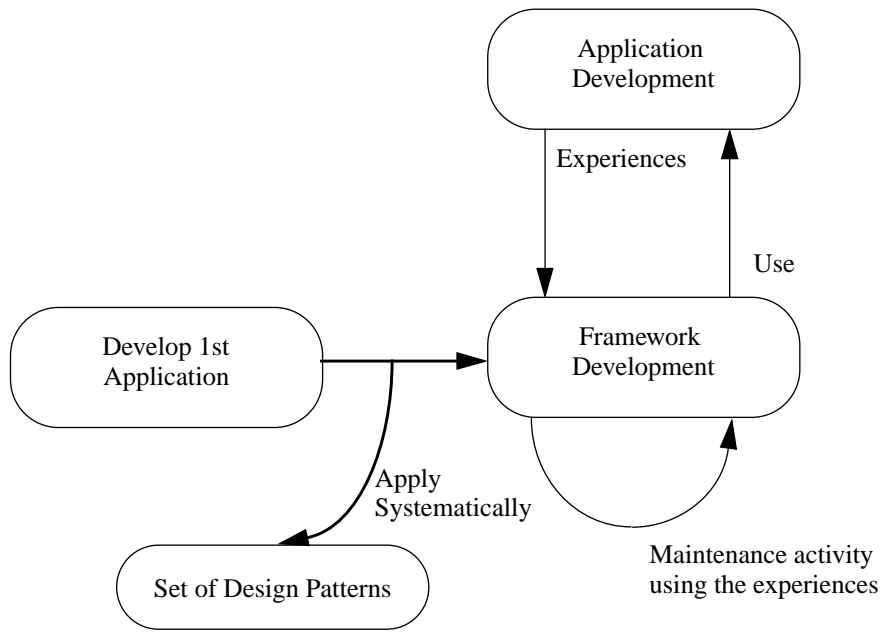 Application
Development
Experiences
Use
Develop 1st
Application
Framework
Development
Apply
Systematically
Set of Design Patterns
Maintenance activity
using the experiences